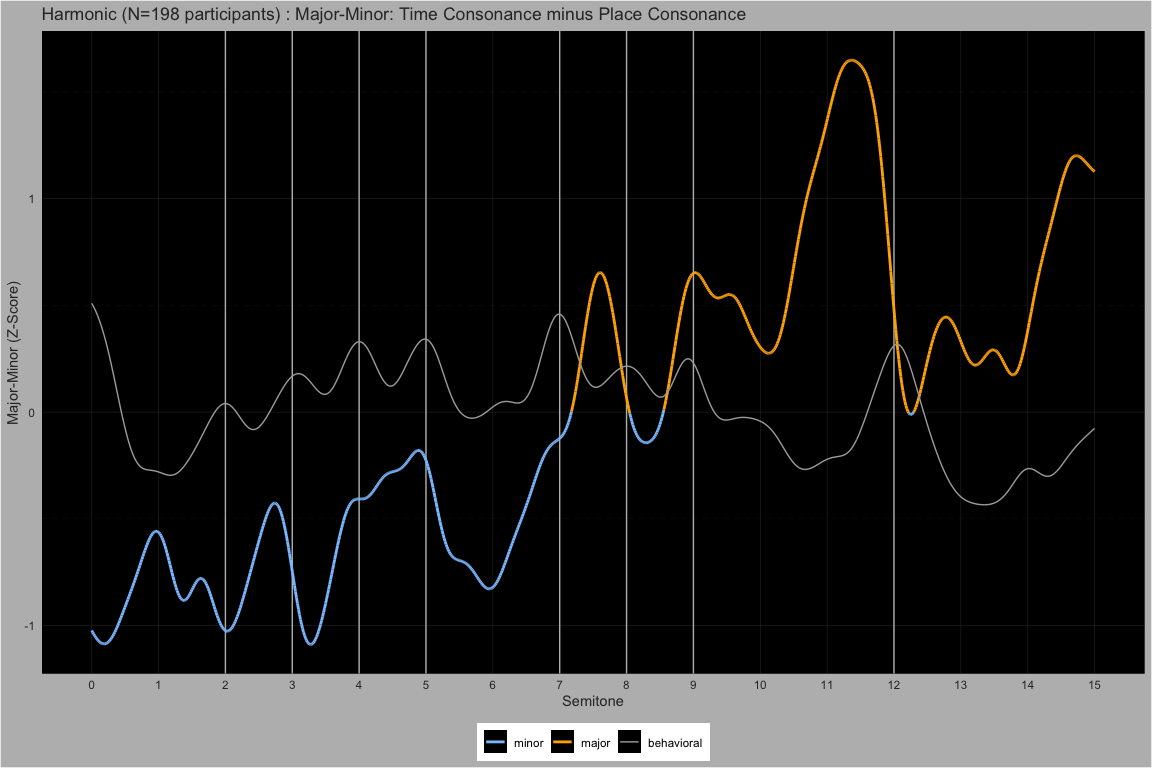 Harmonic (N=198 participants) : Major-Minor: Time Consonance minus Place Consonance
Major-Minor (Z-Score)
1
0
-1
0 1 2 3 4 5 6 7 8 9 10 11 12 13 14 15
Semitone
minor major behavioral